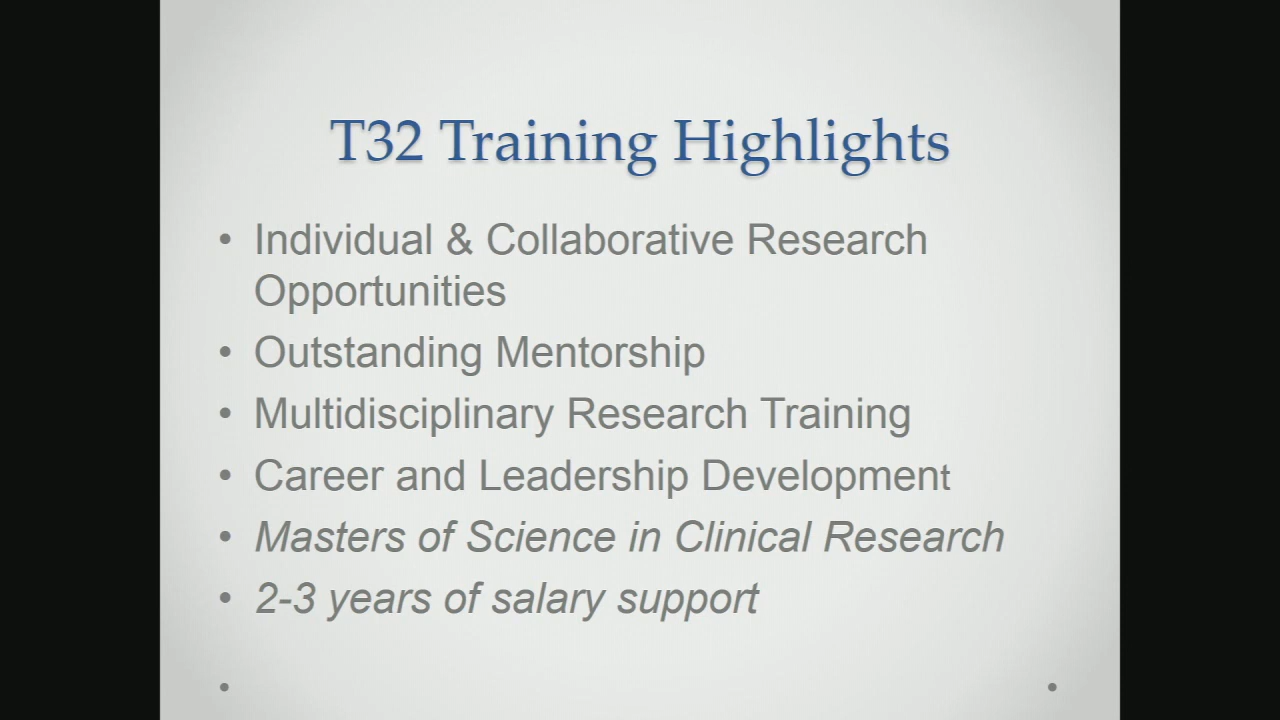 T32 Training Highlights
• Individual & Collaborative Research
Opportunities
• Outstanding Mentorship
• Multidisciplinary Research Training
• Career and Leadership Development
• Masters of Science in Clinical Research
• 2-3 years of salary support